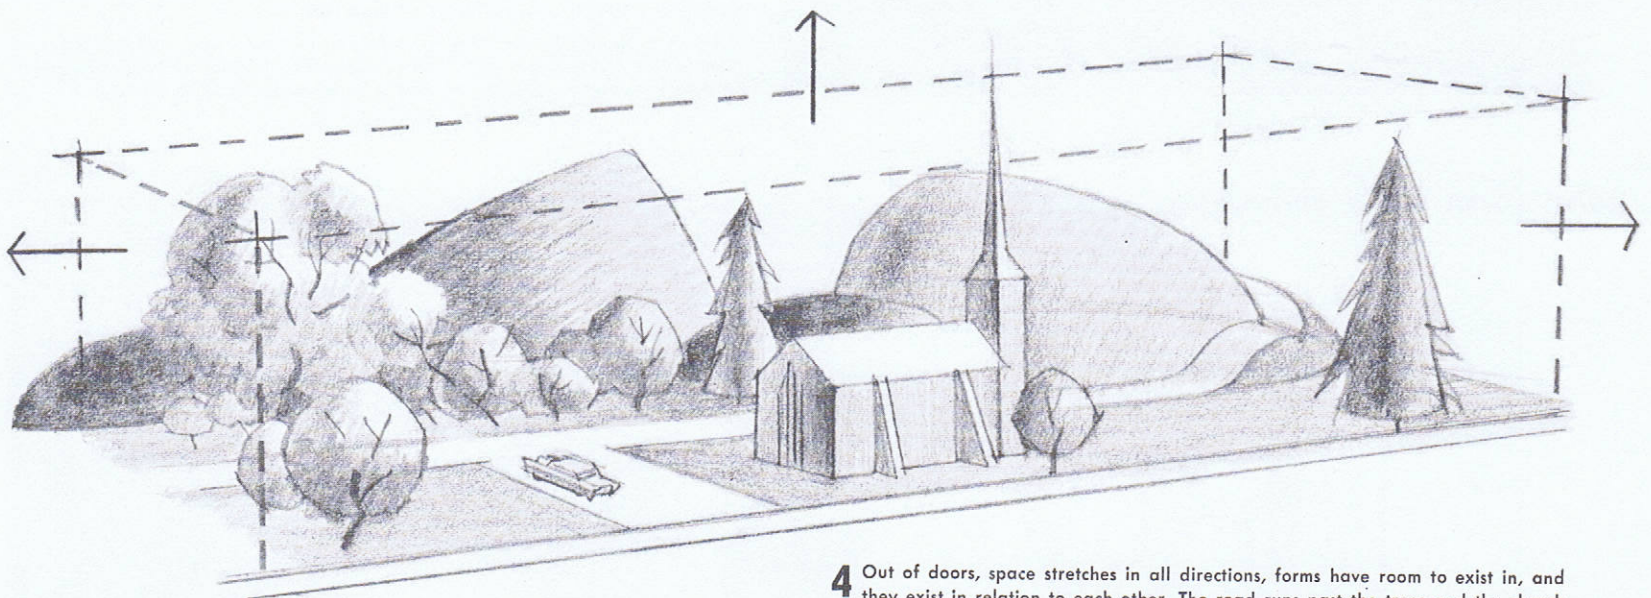 4 Out of doors, space stretches in all directions, forms have room to exist in, and
they exist in relation to each other. The road runs past the trees and the church